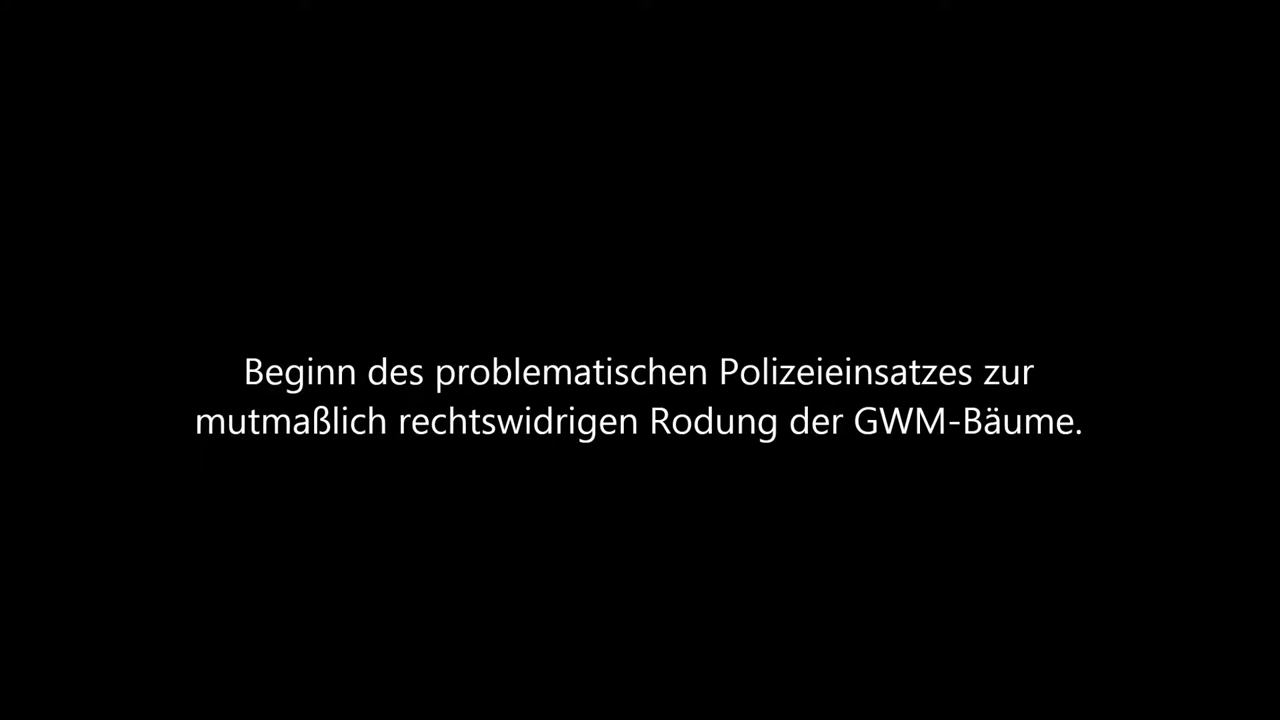 Beginn des problematischen Polizeieinsatzes zur
mutmaßlich rechtswidrigen Rodung der GWM-Bäume.